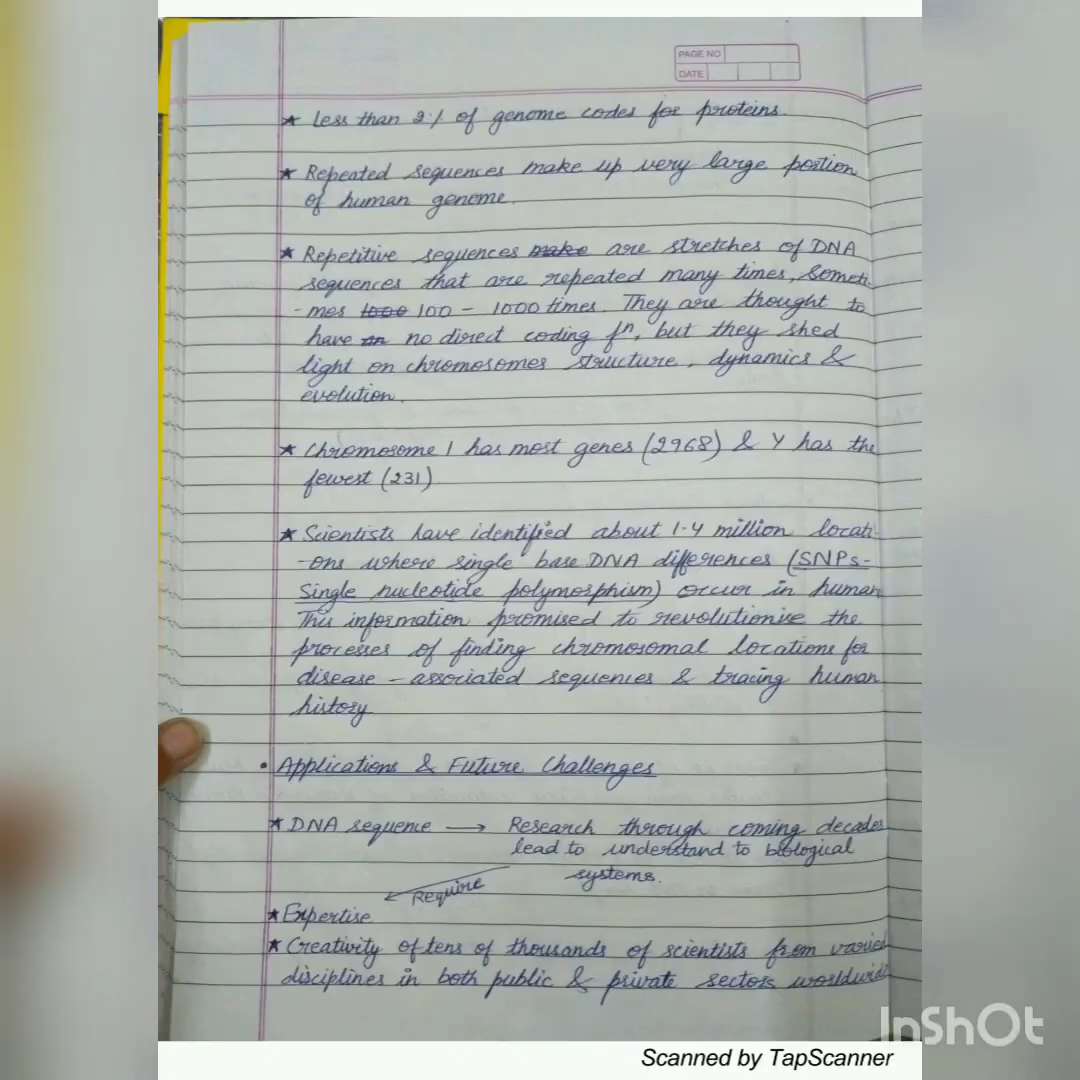 PAGE NO
DATE
★ Less than 2% of genome codes for proteins.
★ Repeated sequences make up very large portion
of human genome.
★ Repetitive sequences make are stretches of DNA
sequences that are repeated many times, Someti-
-mes 1000 100 - 1000 times. They are thought to
have an no direct coding fⁿ, but they shed
light on chromosomes structure, dynamics &
evolution.
★ Chromosome 1 has most genes (2968) & Y has the
fewest (231)
★ Scientists have identified about 1.4 million locati-
-ons where single base DNA differences (SNPs-
Single nucleotide polymorphism) occur in human
This information promised to revolutionise the
processes of finding chromosomal locations for
disease - associated sequences & tracing human
history
• Applications & Future Challenges
★ DNA sequence → Research through coming decades
lead to understand to biological
systems.
← Require
★ Expertise
★ Creativity of tens of thousands of scientists from varied
disciplines in both public & private sectors worldwide
InShOt
Scanned by TapScanner